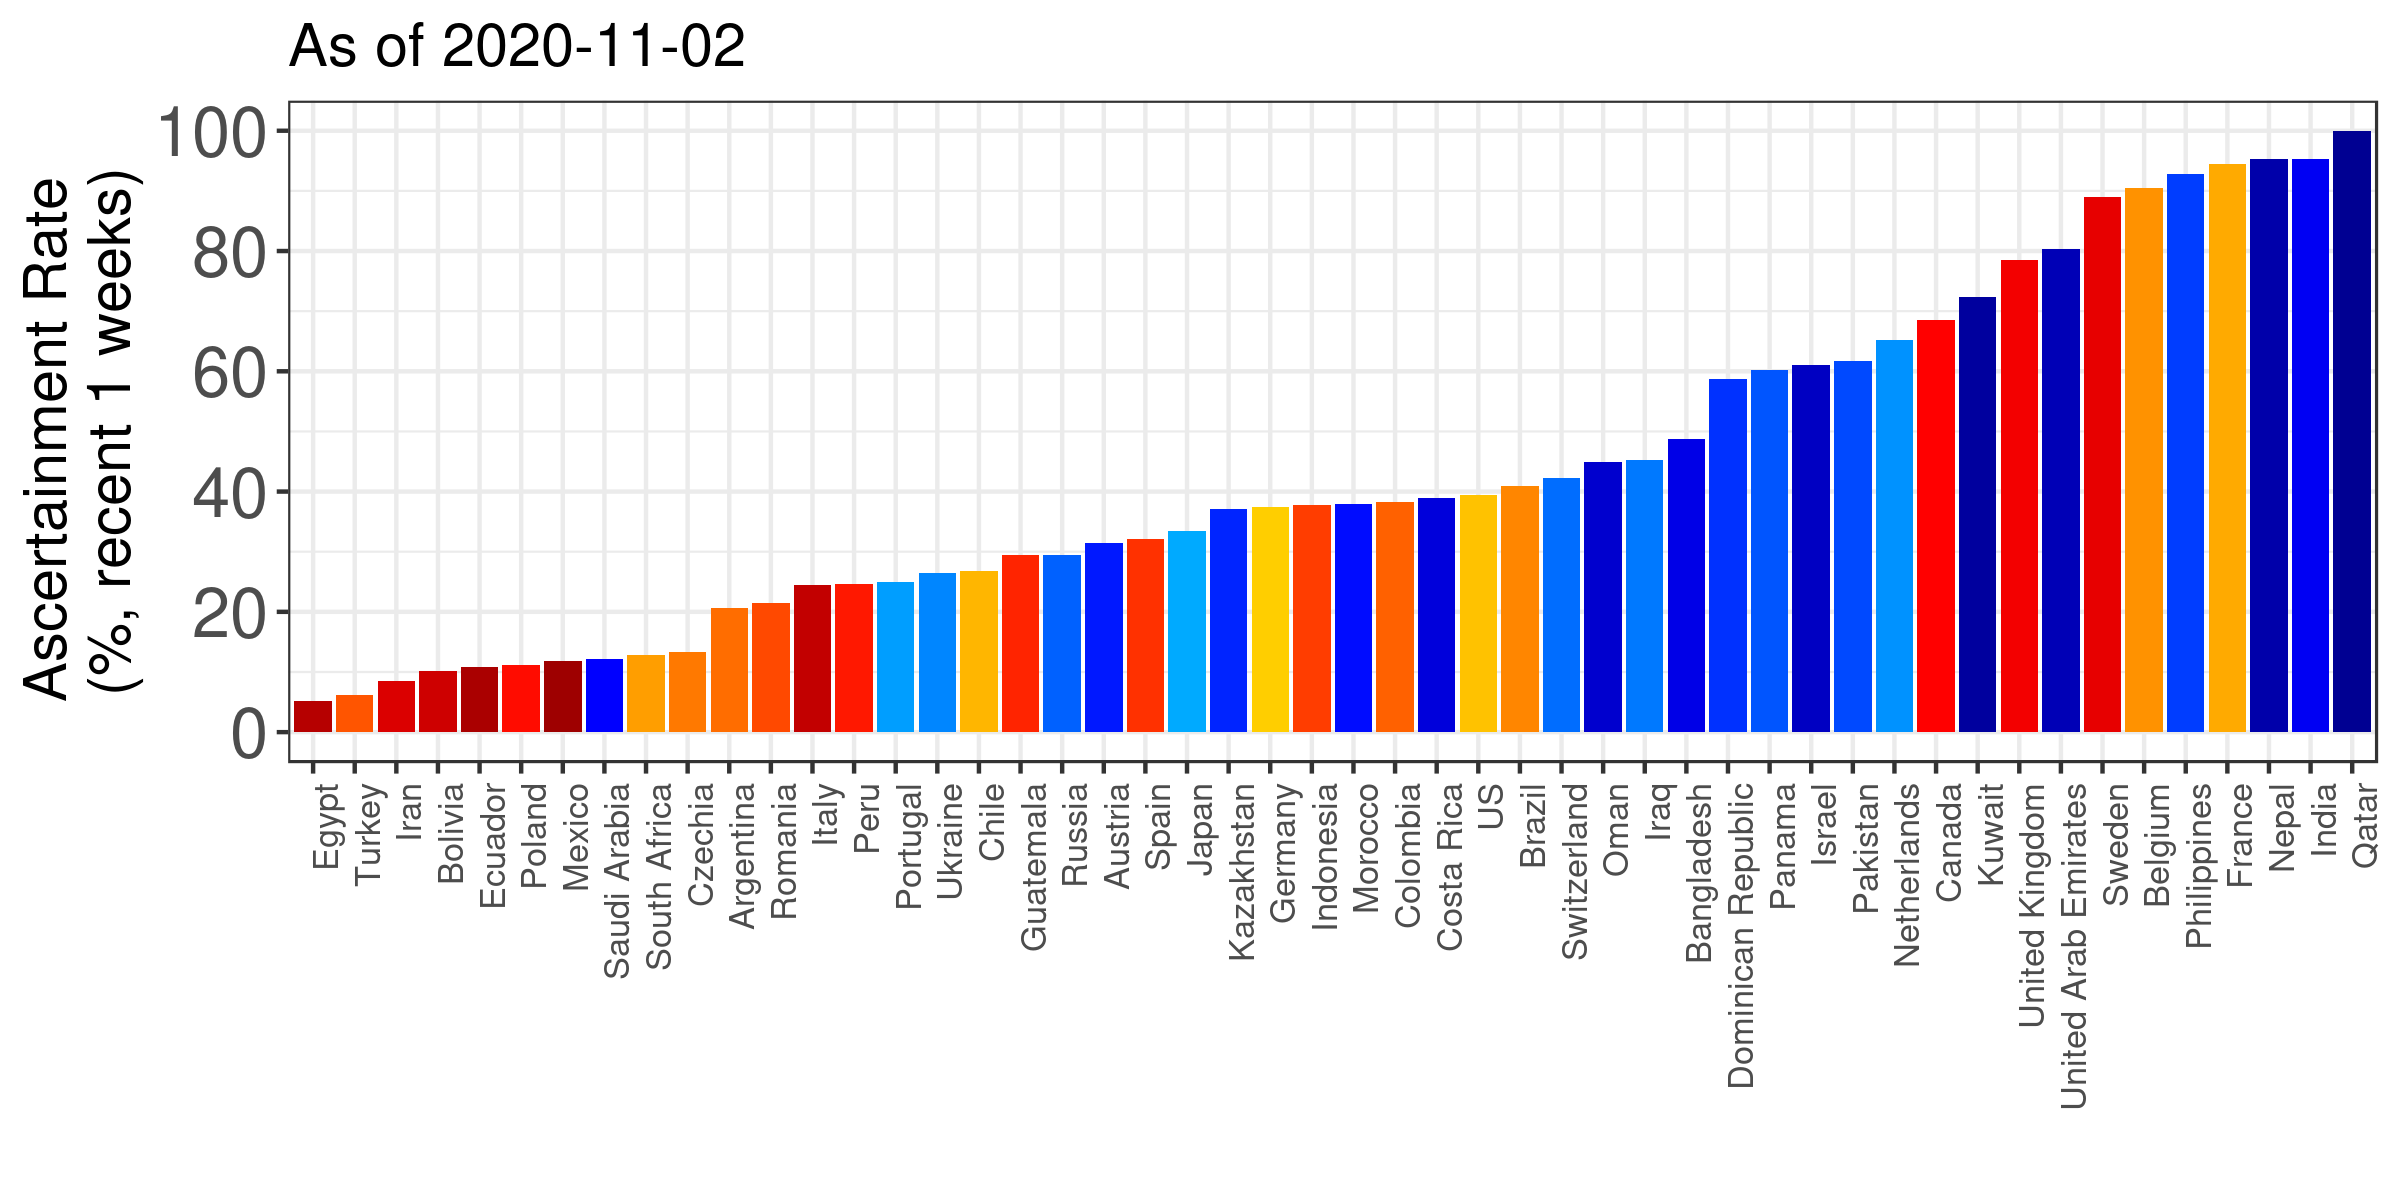 As of 2020-11-02
Ascertainment Rate
(%, recent 1 weeks)
100
80
60
40
20
0
Egypt
Turkey
Iran
Bolivia
Ecuador
Poland
Mexico
Saudi Arabia
South Africa
Czechia
Argentina
Romania
Italy
Peru
Portugal
Ukraine
Chile
Guatemala
Russia
Austria
Spain
Japan
Kazakhstan
Germany
Indonesia
Morocco
Colombia
Costa Rica
US
Brazil
Switzerland
Oman
Iraq
Bangladesh
Dominican Republic
Panama
Israel
Pakistan
Netherlands
Canada
Kuwait
United Kingdom
United Arab Emirates
Sweden
Belgium
Philippines
France
Nepal
India
Qatar